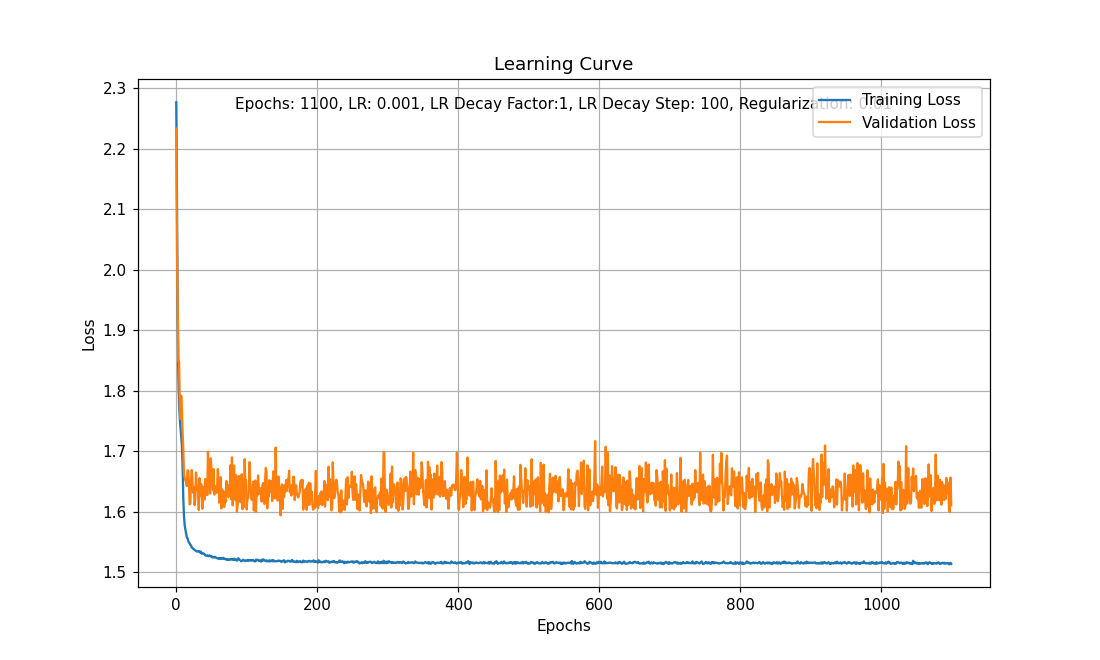 Learning Curve
2.3
Epochs: 1100, LR: 0.001, LR Decay Factor:1, LR Decay Step: 100, Regularization: 0.01
Training Loss
Validation Loss
2.2
2.1
2.0
1.9
1.8
1.7
1.6
1.5
Loss
0 200 400 600 800 1000
Epochs